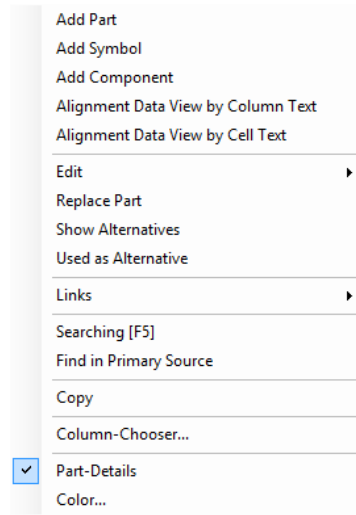 Add Part
Add Symbol
Add Component
Alignment Data View by Column Text
Alignment Data View by Cell Text
Edit
Replace Part
Show Alternatives
Used as Alternative
Links
Searching [F5]
Find in Primary Source
Copy
Column-Chooser...
Part-Details
Color...